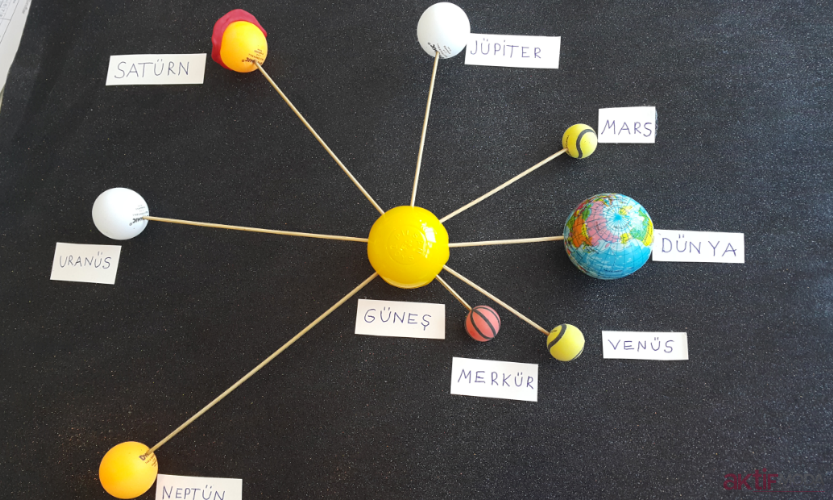 SATÜRN
JÜPİTER
MARS
URANÜS
DÜNYA
GÜNEŞ
VENÜS
MERKÜR
NEPTÜN
aktif